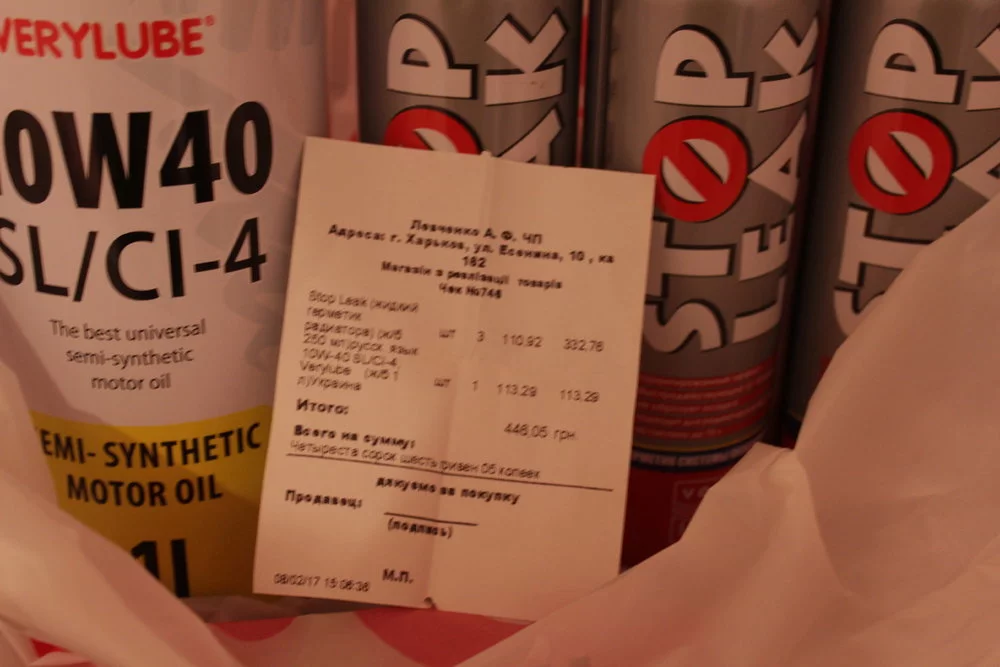 VERYLUBE®
10W40
SL/CI-4
The best universal
semi-synthetic
motor oil
EMI- SYNTHETIC
MOTOR OIL
1l
STOP
LEAK
STOP
LEAK
STOP
Левченко А. Ф. ЧП
Адреса: г. Харьков, ул. Есенина, 10 , ка
182
Магазін з реалізації товарів
Чек №746
Stop Leak (жидкий
герметик
радиатора) (ж/б
250 мл)русск. язык шт 3 110,92 332,76
10W-40 SL/CI-4,
Verylube (ж/б 1
л)Украина шт 1 113,29 113,29
Итого:
446,05 грн.
Всего на сумму:
Четыреста сорок шесть гривен 05 копеек
дякуємо за покупку
Продавец:
(подпись)
08/02/17 15:06:36 М.П.